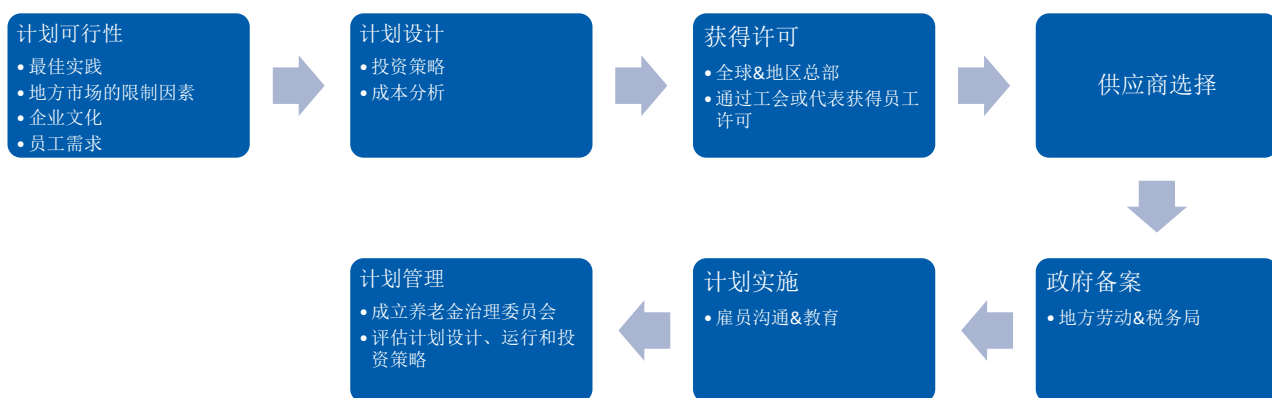 计划可行性
• 最佳实践
• 地方市场的限制因素
• 企业文化
• 员工需求
计划设计
• 投资策略
• 成本分析
获得许可
• 全球&地区总部
• 通过工会或代表获得员工
许可
供应商选择
政府备案
• 地方劳动&税务局
计划实施
• 雇员沟通&教育
计划管理
• 成立养老金治理委员会
• 评估计划设计、运行和投
资策略